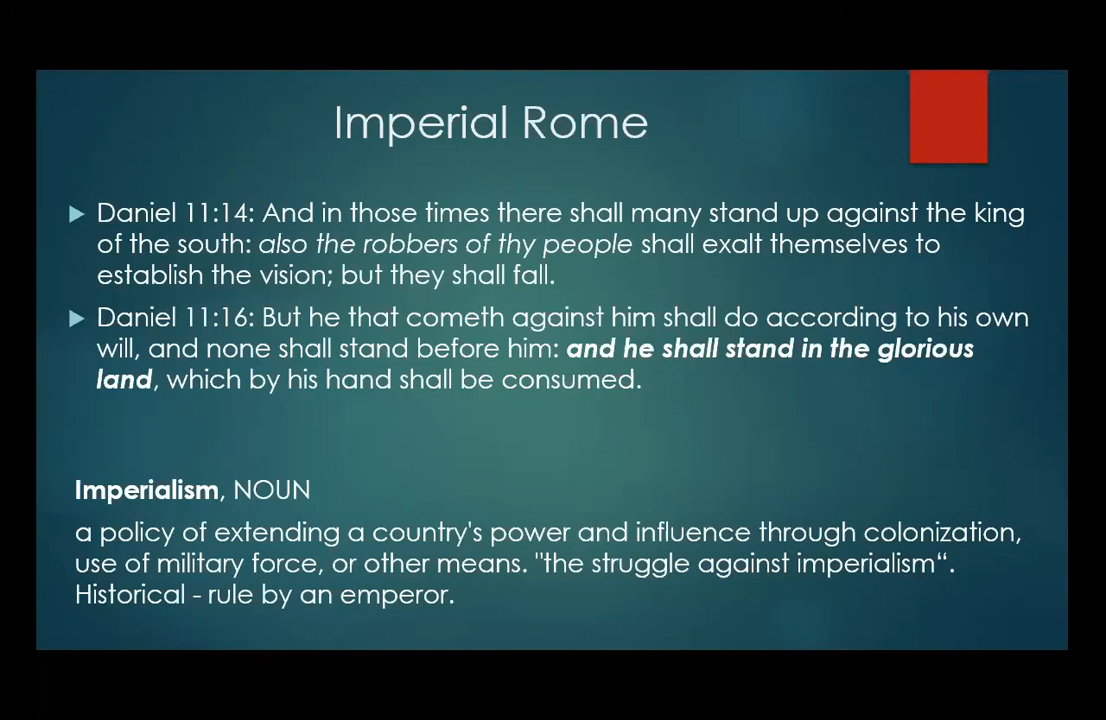 Imperial Rome
Daniel 11:14: And in those times there shall many stand up against the king
of the south: also the robbers of thy people shall exalt themselves to
establish the vision; but they shall fall.
Daniel 11:16: But he that cometh against him shall do according to his own
will, and none shall stand before him: and he shall stand in the glorious
land, which by his hand shall be consumed.
Imperialism, NOUN
a policy of extending a country's power and influence through colonization,
use of military force, or other means. "the struggle against imperialism“.
Historical - rule by an emperor.